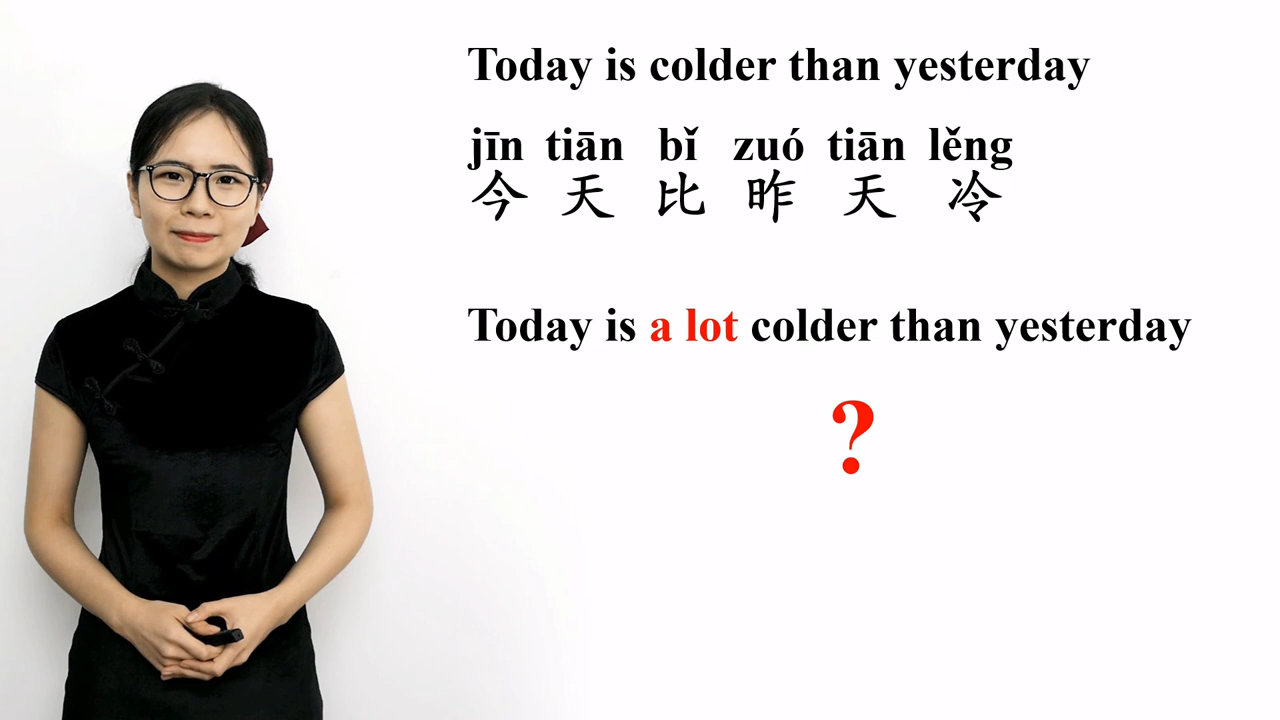 Today is colder than yesterday
jīn tiān bǐ zuó tiān lěng
今 天 比 昨 天 冷
Today is a lot colder than yesterday
?